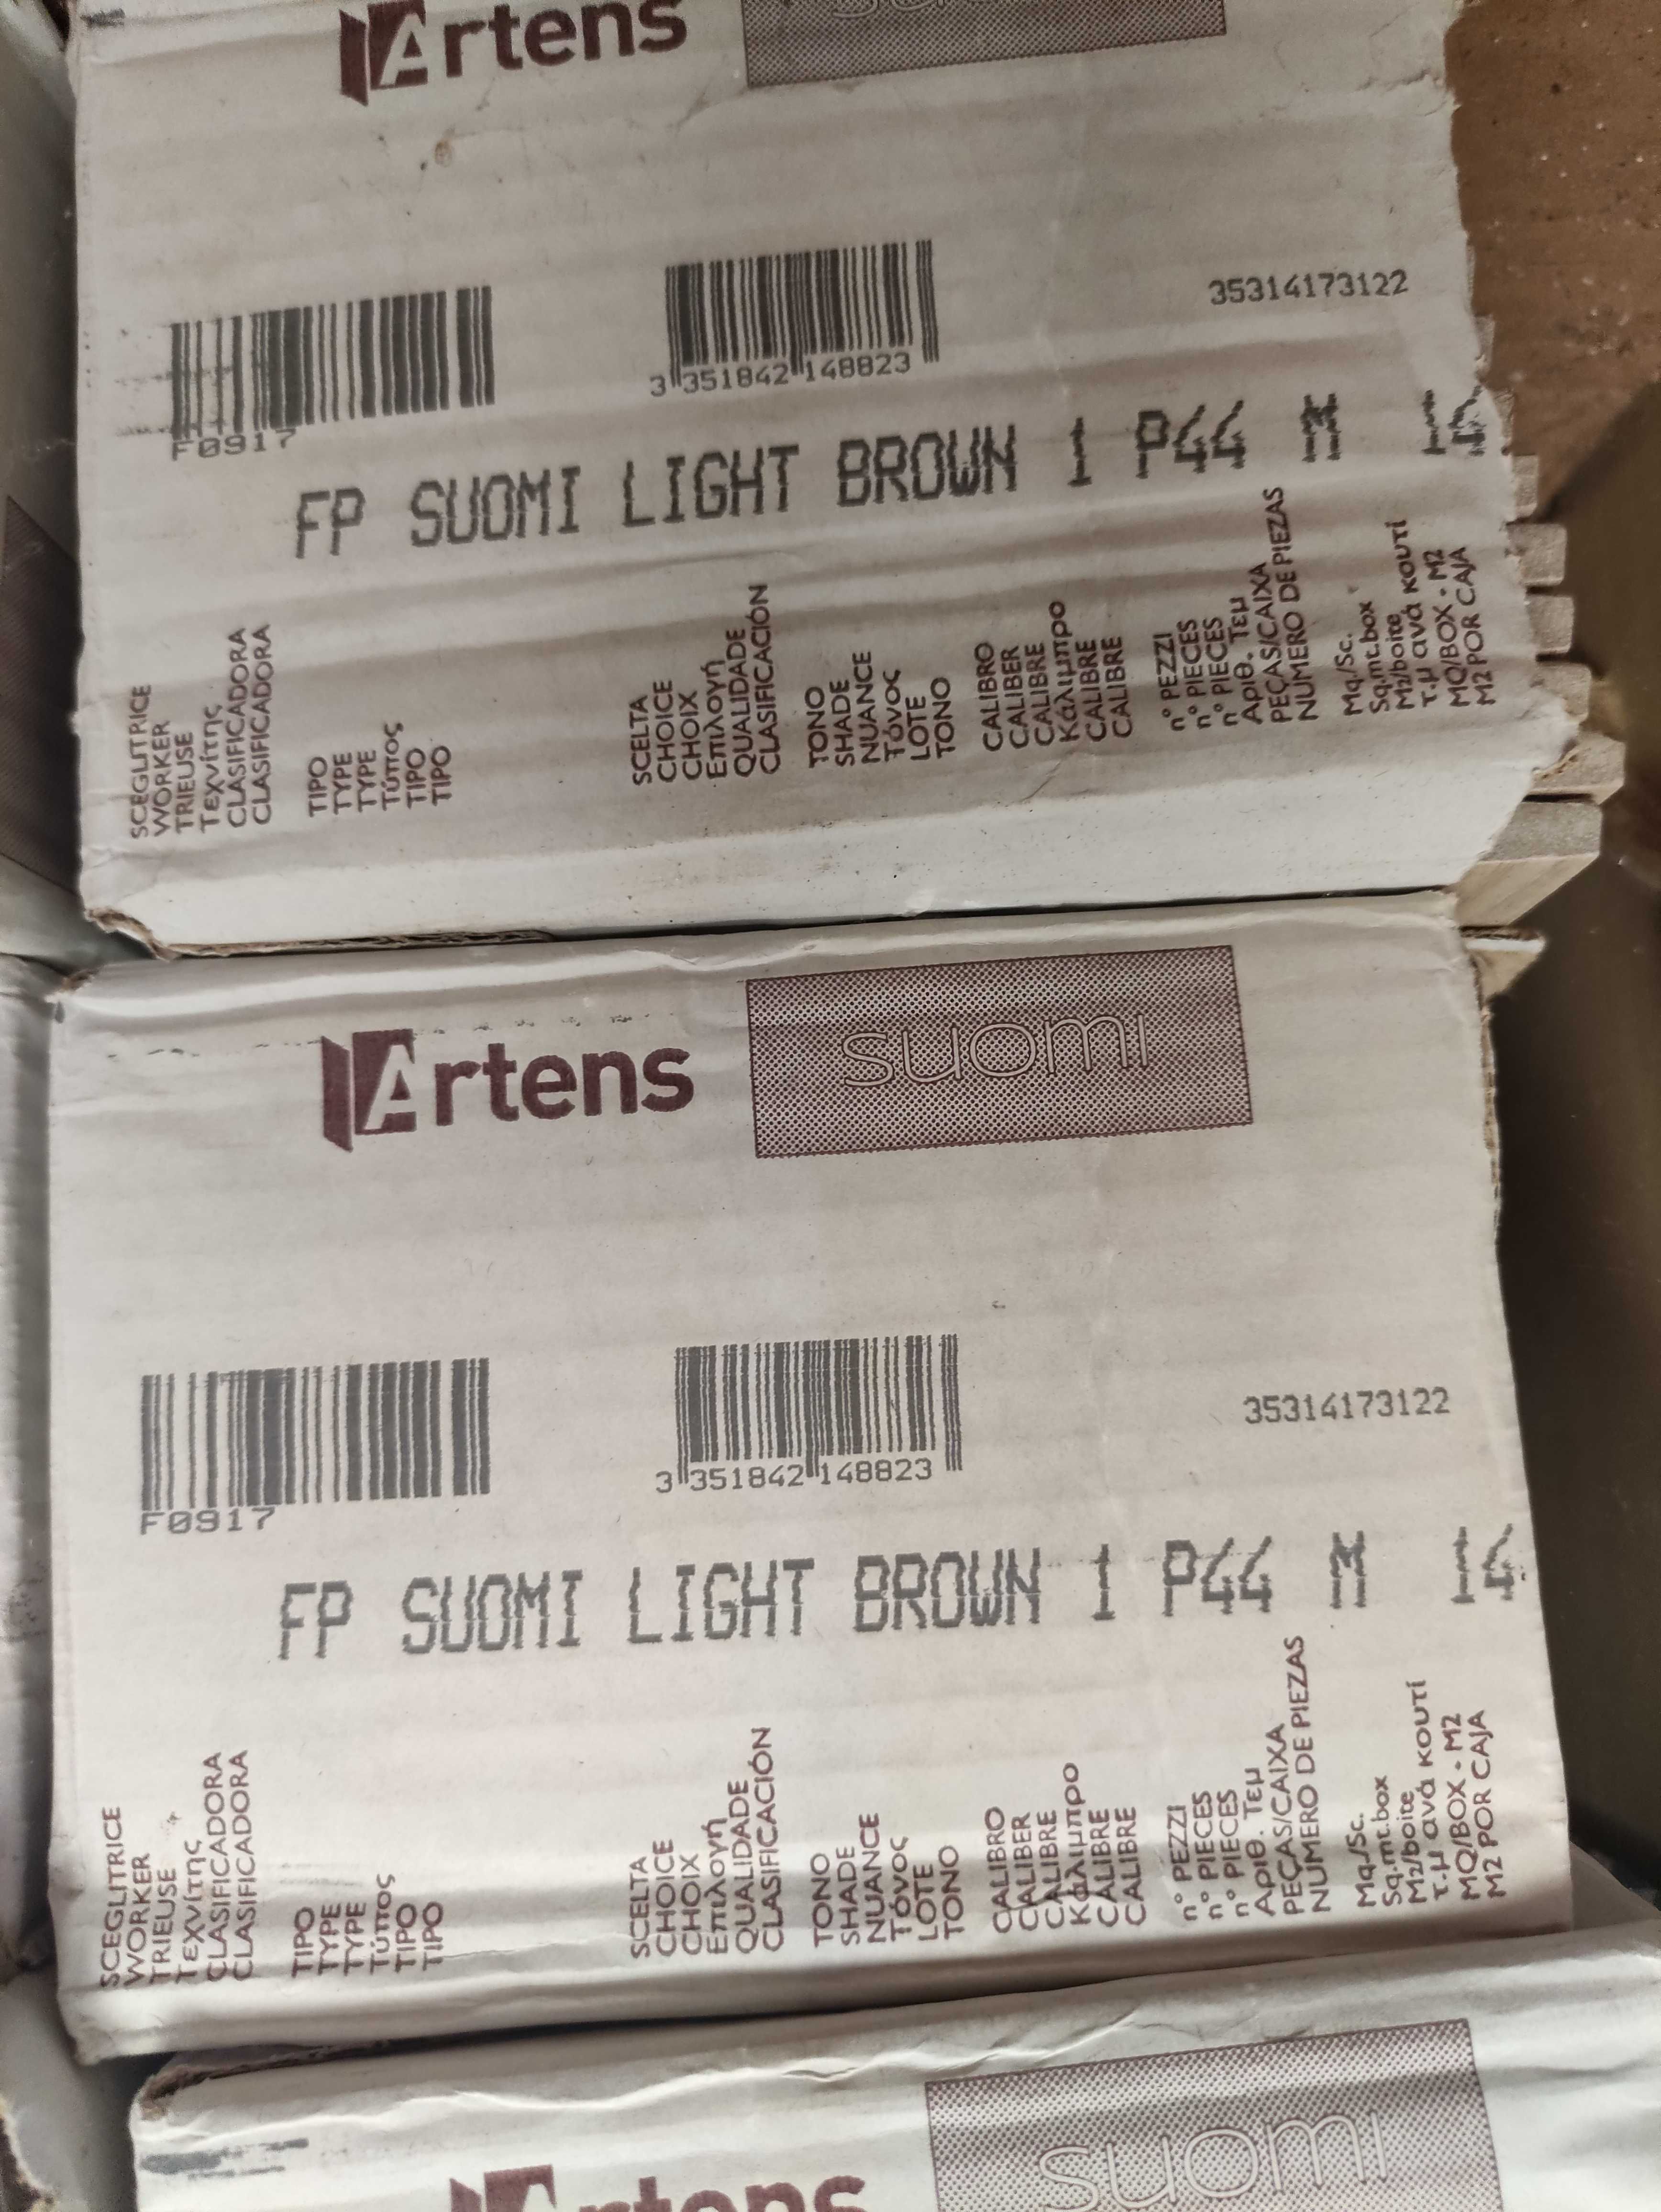 Artens
35314173122
F0917
3 351842 148823
FP SUOMI LIGHT BROWN 1 P44 M
SCEGLITRICE
WORKER
TRIEUSE
Τεχνίτης
CLASIFICADORA
CLASIFICADORA
TIPO
TYPE
TYPE
Τύπος
TIPO
TIPO
SCELTA
CHOICE
CHOIX
Επιλογή
QUALIDADE
CLASIFICACIÓN
TONO
SHADE
NUANCE
Τόνος
LOTE
TONO
CALIBRO
CALIBER
CALIBRE
Κάλιμπρο
CALIBRE
CALIBRE
n° PEZZI
n° PIECES
n° PIECES
Αριθ. Τεμ
PEÇAS/CAIXA
NUMERO DE PIEZAS
Mq./Sc.
Sq.mt.box
M2/boite
τ.μ ανά κουτί
MQ/BOX - M2
M2 POR CAJA
Artens suomi
35314173122
F0917
3 351842 148823
FP SUOMI LIGHT BROWN 1 P44 M 14
SCEGLITRICE
WORKER
TRIEUSE
Τεχνίτης
CLASIFICADORA
CLASIFICADORA
TIPO
TYPE
TYPE
Τύπος
TIPO
TIPO
SCELTA
CHOICE
CHOIX
Επιλογή
QUALIDADE
CLASIFICACIÓN
TONO
SHADE
NUANCE
Τόνος
LOTE
TONO
CALIBRO
CALIBER
CALIBRE
Κάλιμπρο
CALIBRE
CALIBRE
n° PEZZI
n° PIECES
n° PIECES
Αριθ. Τεμ
PEÇAS/CAIXA
NUMERO DE PIEZAS
Mq./Sc.
Sq.mt.box
M2/boite
τ.μ ανά κουτί
MQ/BOX - M2
M2 POR CAJA
Artens suomi